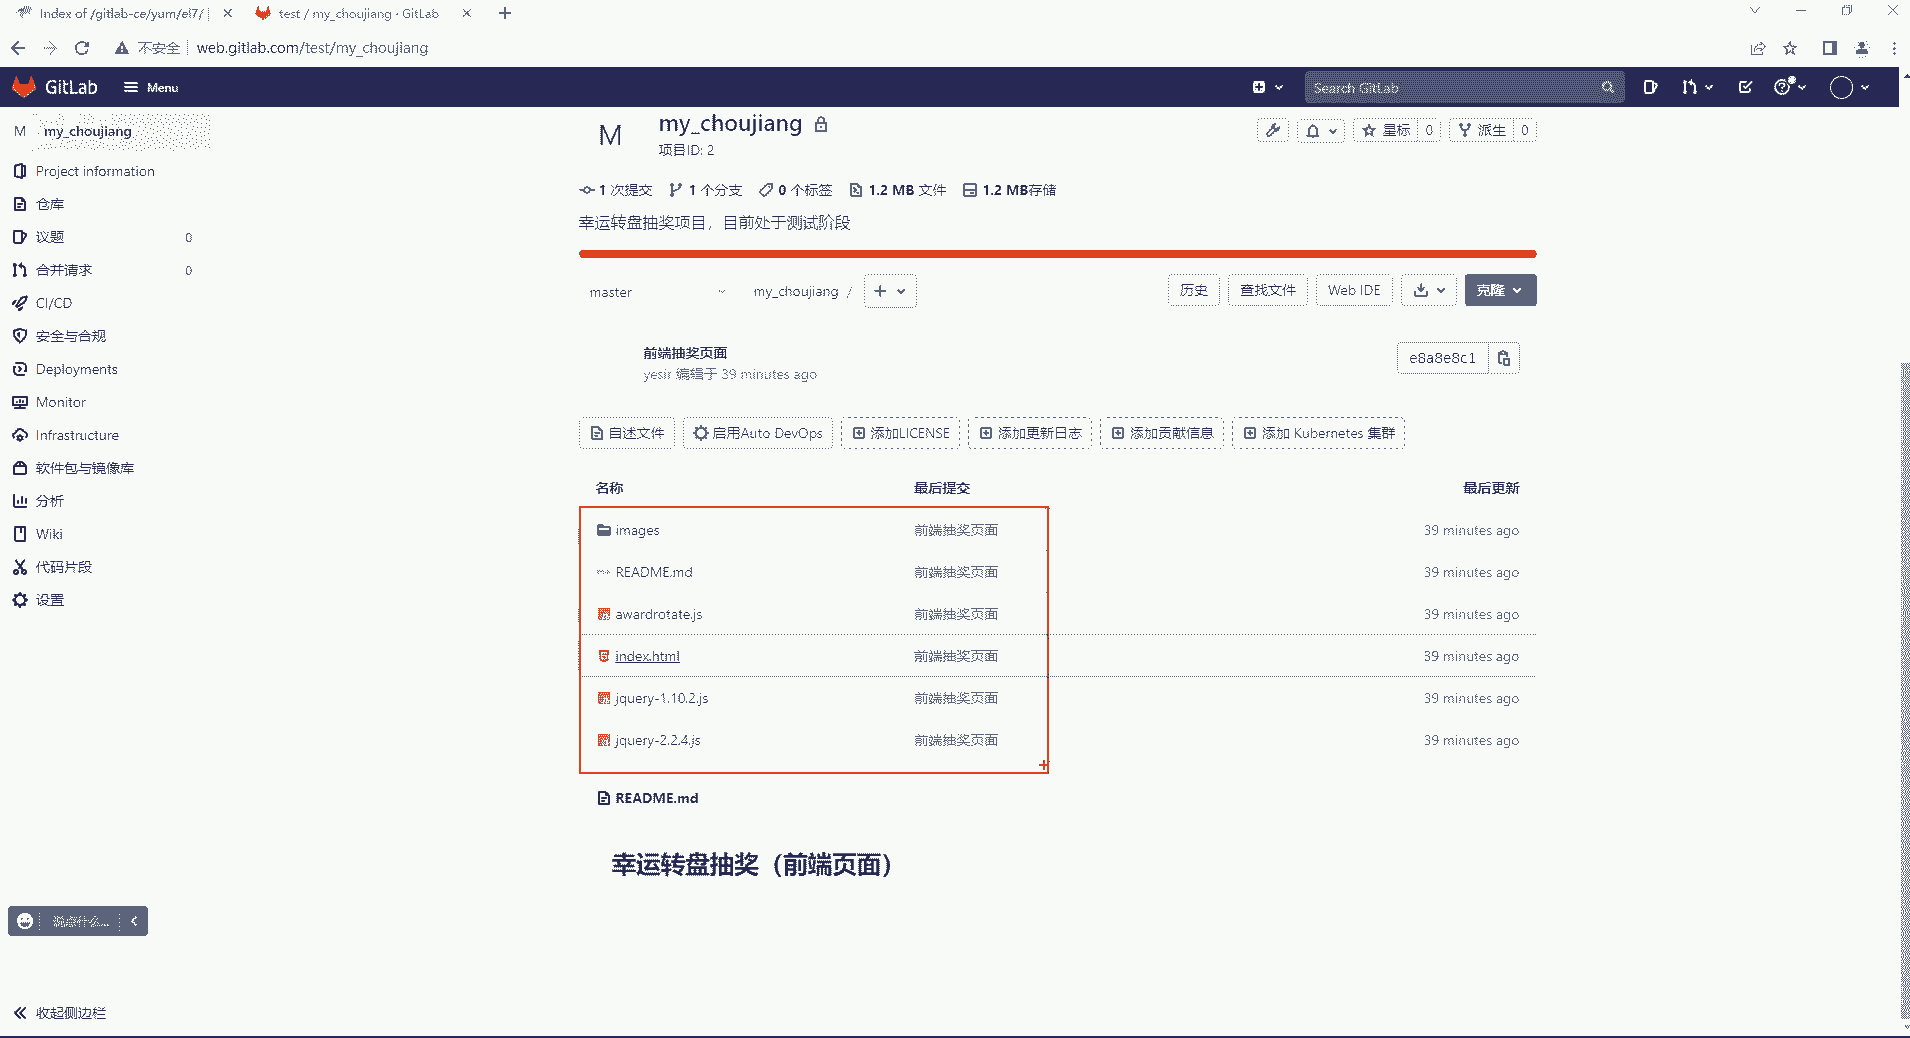 Index of /gitlab-ce/yum/el7/
test / my_choujiang · GitLab
不安全
web.gitlab.com/test/my_choujiang
GitLab
Menu
Search GitLab
M my_choujiang
Project information
仓库
议题 0
合并请求 0
CI/CD
安全与合规
Deployments
Monitor
Infrastructure
软件包与镜像库
分析
Wiki
代码片段
设置
说点什么...
收起侧边栏
M
my_choujiang
项目ID: 2
星标 0
派生 0
1 次提交 1 个分支 0 个标签 1.2 MB 文件 1.2 MB存储
幸运转盘抽奖项目，目前处于测试阶段
master
my_choujiang /
历史
查找文件
Web IDE
克隆
前端抽奖页面
yesir 编辑于 39 minutes ago
e8a8e8c1
自述文件
启用Auto DevOps
添加LICENSE
添加更新日志
添加贡献信息
添加 Kubernetes 集群
名称 最后提交 最后更新
images 前端抽奖页面 39 minutes ago
README.md 前端抽奖页面 39 minutes ago
awardrotate.js 前端抽奖页面 39 minutes ago
index.html 前端抽奖页面 39 minutes ago
jquery-1.10.2.js 前端抽奖页面 39 minutes ago
jquery-2.2.4.js 前端抽奖页面 39 minutes ago
README.md
幸运转盘抽奖（前端页面）